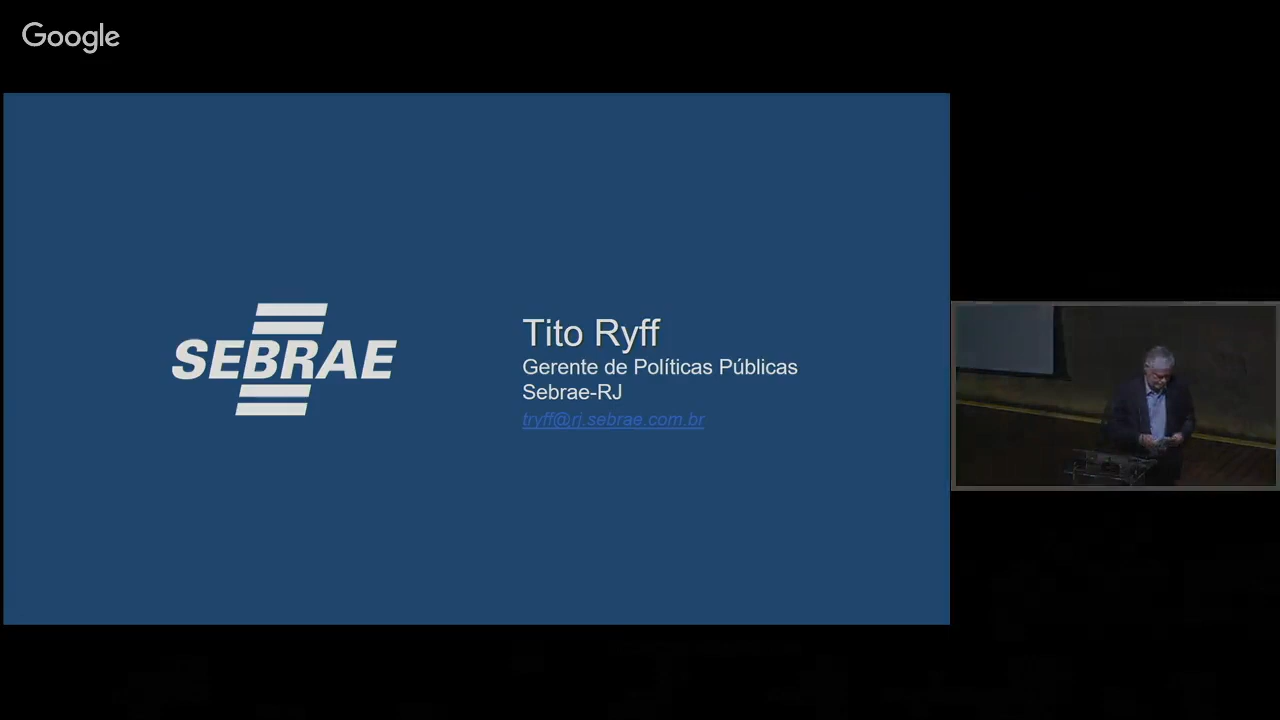 Google
SEBRAE
Tito Ryff
Gerente de Políticas Públicas
Sebrae-RJ
tryff@rj.sebrae.com.br